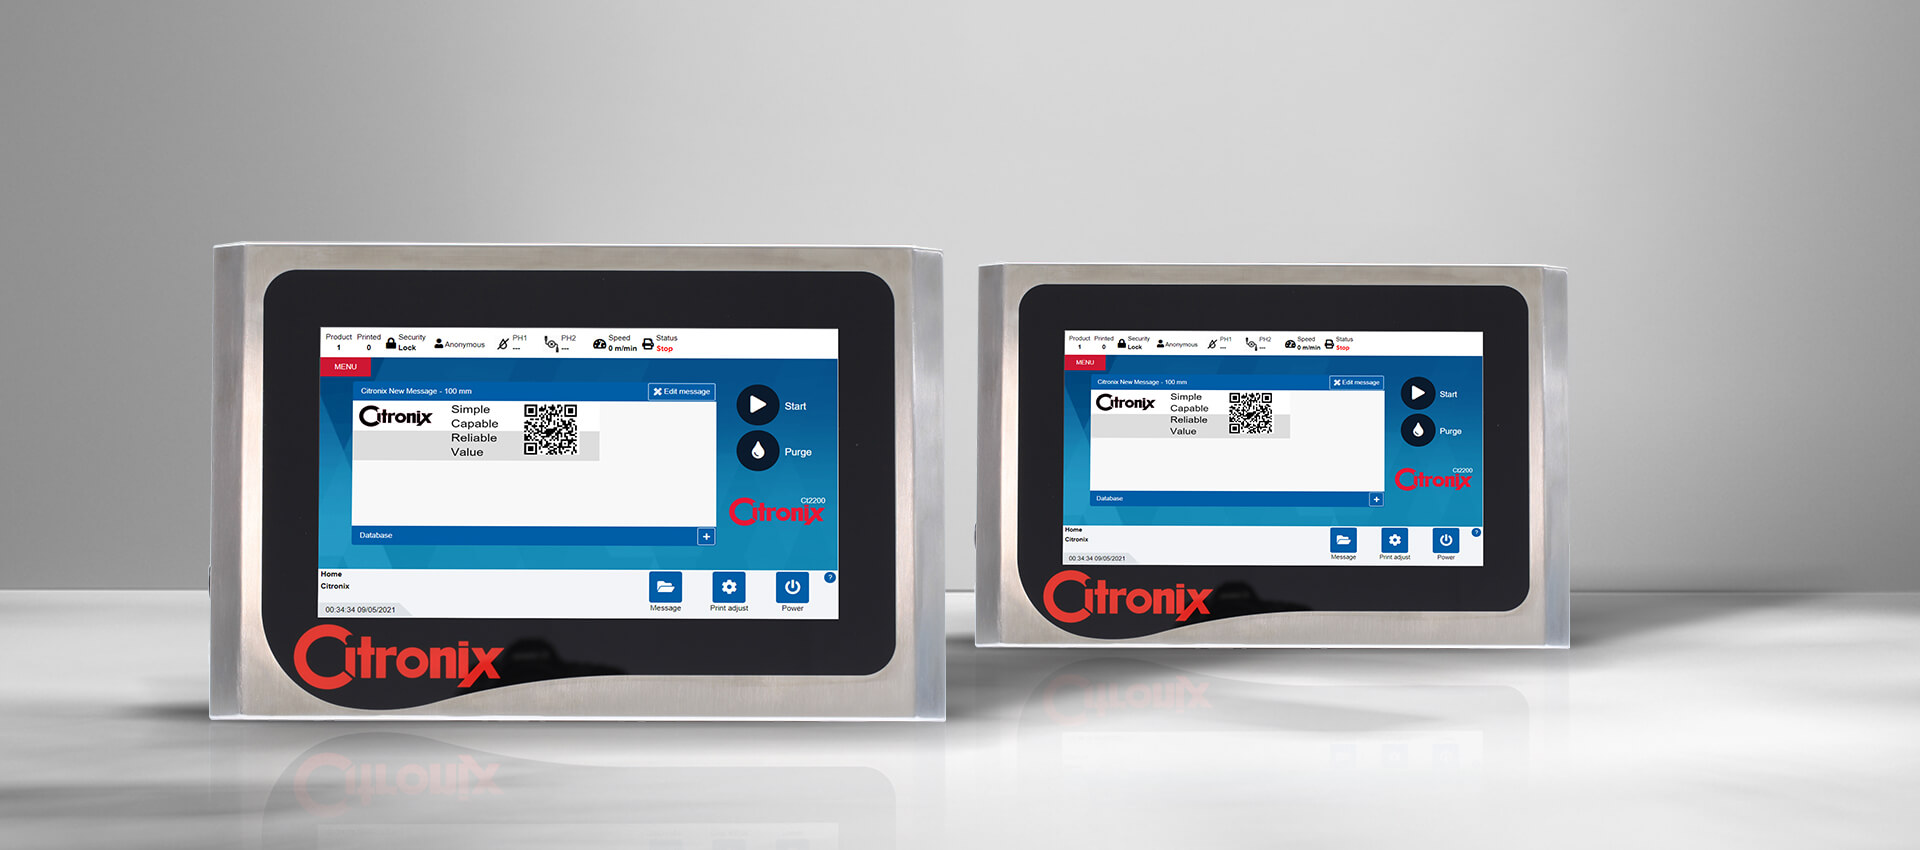 Product Printed Security PH1 PH2 Speed Status
1 0 Lock Anonymous --- --- 0 m/min Stop
MENU
Citronix New Message - 100 mm Edit message
Citronix
Simple
Capable
Reliable
Value
Start
Purge
Ci2200
Citronix
Database +
Home
Citronix
00:34:34 09/05/2021
Message Print adjust Power ?
Citronix
Product Printed Security PH1 PH2 Speed Status
1 0 Lock Anonymous --- --- 0 m/min Stop
MENU
Citronix New Message - 100 mm Edit message
Citronix
Simple
Capable
Reliable
Value
Start
Purge
Ci2200
Citronix
Database +
Home
Citronix
00:34:34 09/05/2021
Message Print adjust Power ?
Citronix